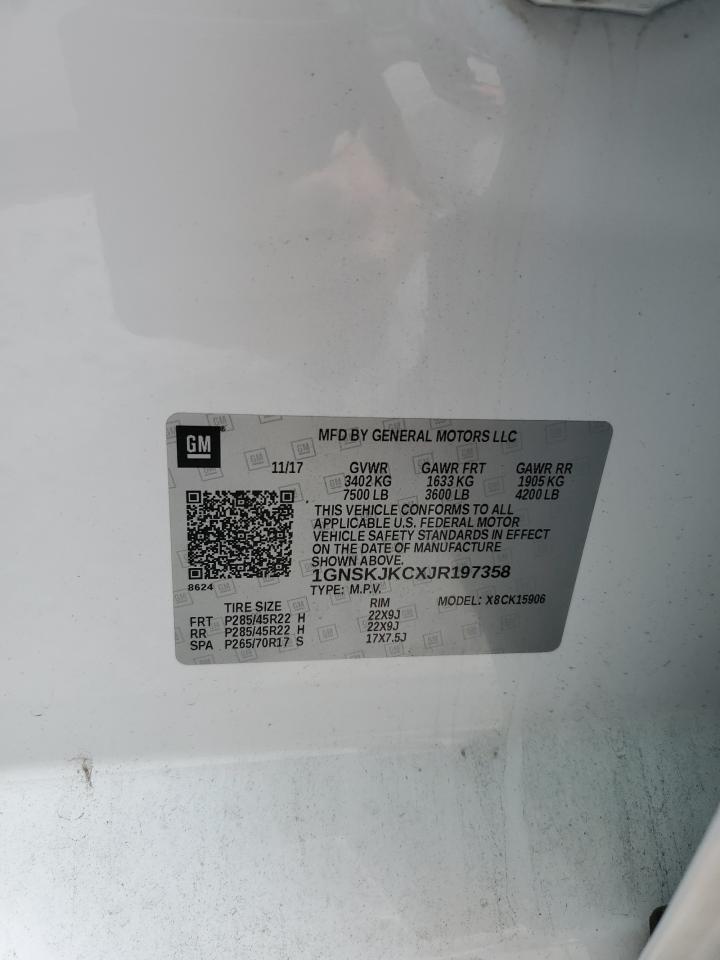 GM
MFD BY GENERAL MOTORS LLC
11/17 GVWR GAWR FRT GAWR RR
3402 KG 1633 KG 1905 KG
7500 LB 3600 LB 4200 LB
THIS VEHICLE CONFORMS TO ALL
APPLICABLE U.S. FEDERAL MOTOR
VEHICLE SAFETY STANDARDS IN EFFECT
ON THE DATE OF MANUFACTURE
SHOWN ABOVE.
8624
1GNSKJKCXJR197358
TYPE: M.P.V. MODEL: X8CK15906
TIRE SIZE RIM
FRT P285/45R22 H 22X9J
RR P285/45R22 H 22X9J
SPA P265/70R17 S 17X7.5J